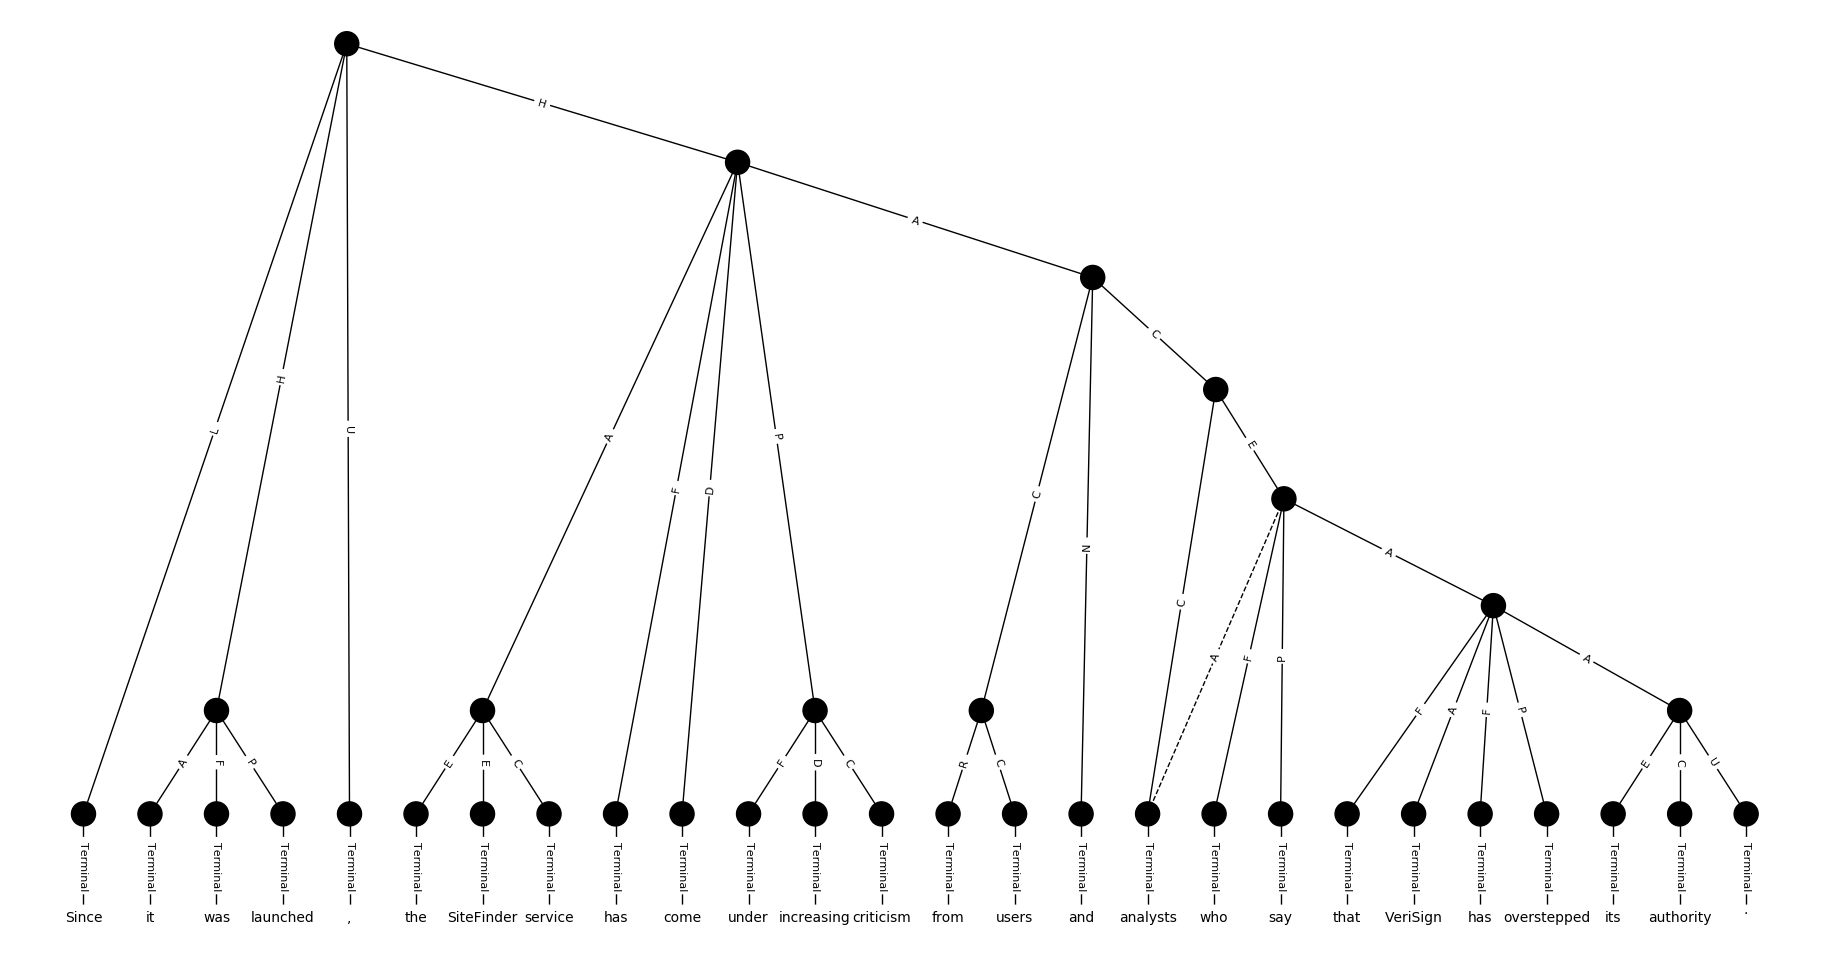 H
A
C
L
H
U
A
F
D
P
C
N
C
E
A
F
P
A
A F P
E E C
F D C
R C
F A F P
A
E C U
Terminal Terminal Terminal Terminal Terminal Terminal Terminal Terminal Terminal Terminal Terminal Terminal Terminal Terminal Terminal Terminal Terminal Terminal Terminal Terminal Terminal Terminal Terminal Terminal Terminal Terminal
Since it was launched , the SiteFinder service has come under increasing criticism from users and analysts who say that VeriSign has overstepped its authority .